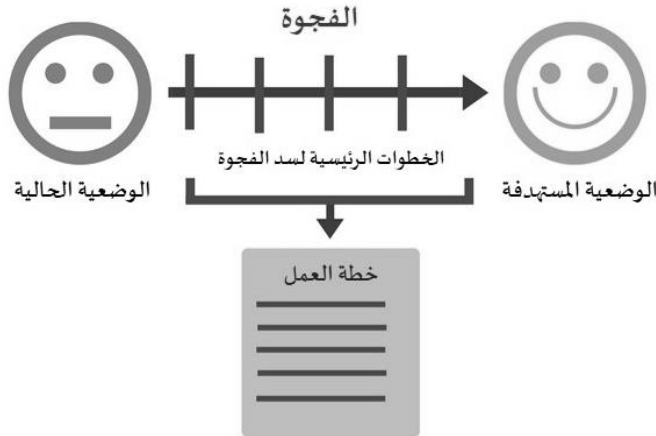 الفجوة
الخطوات الرئيسية لسد الفجوة
الوضعية الحالية
الوضعية المستهدفة
خطة العمل